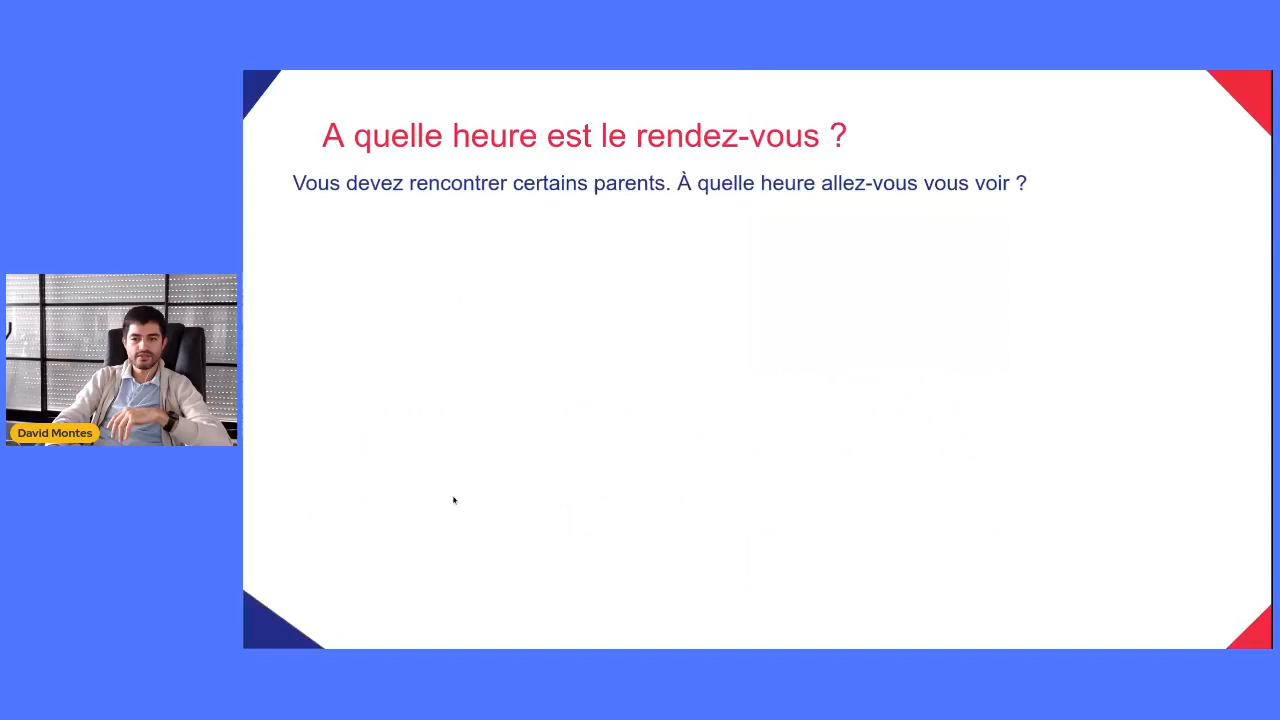 A quelle heure est le rendez-vous ?
Vous devez rencontrer certains parents. À quelle heure allez-vous vous voir ?
David Montes